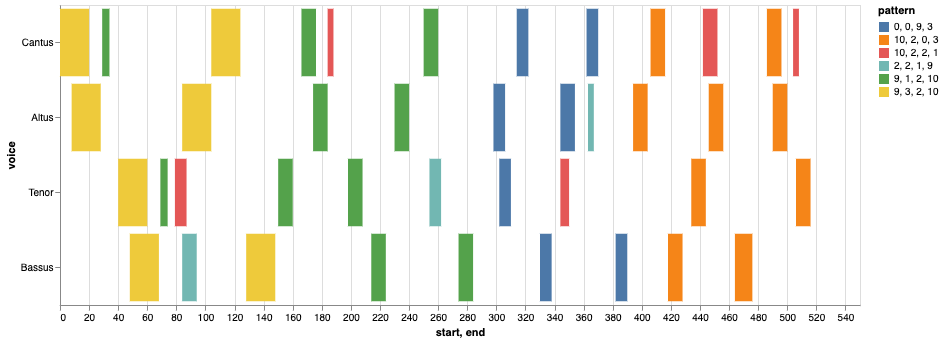 pattern
0, 0, 9, 3
10, 2, 0, 3
10, 2, 2, 1
2, 2, 1, 9
9, 1, 2, 10
9, 3, 2, 10
voice
Cantus
Altus
Tenor
Bassus
0 20 40 60 80 100 120 140 160 180 200 220 240 260 280 300 320 340 360 380 400 420 440 460 480 500 520 540
start, end